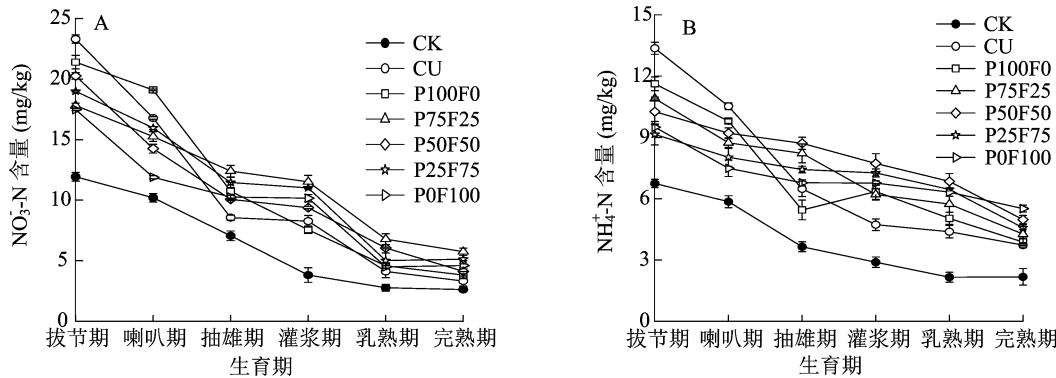 A
NO₃⁻-N 含量 (mg/kg)
25
20
15
10
5
0
CK
CU
P100F0
P75F25
P50F50
P25F75
P0F100
拔节期 喇叭期 抽雄期 灌浆期 乳熟期 完熟期
生育期
B
NH₄⁺-N 含量 (mg/kg)
15
12
9
6
3
0
CK
CU
P100F0
P75F25
P50F50
P25F75
P0F100
拔节期 喇叭期 抽雄期 灌浆期 乳熟期 完熟期
生育期